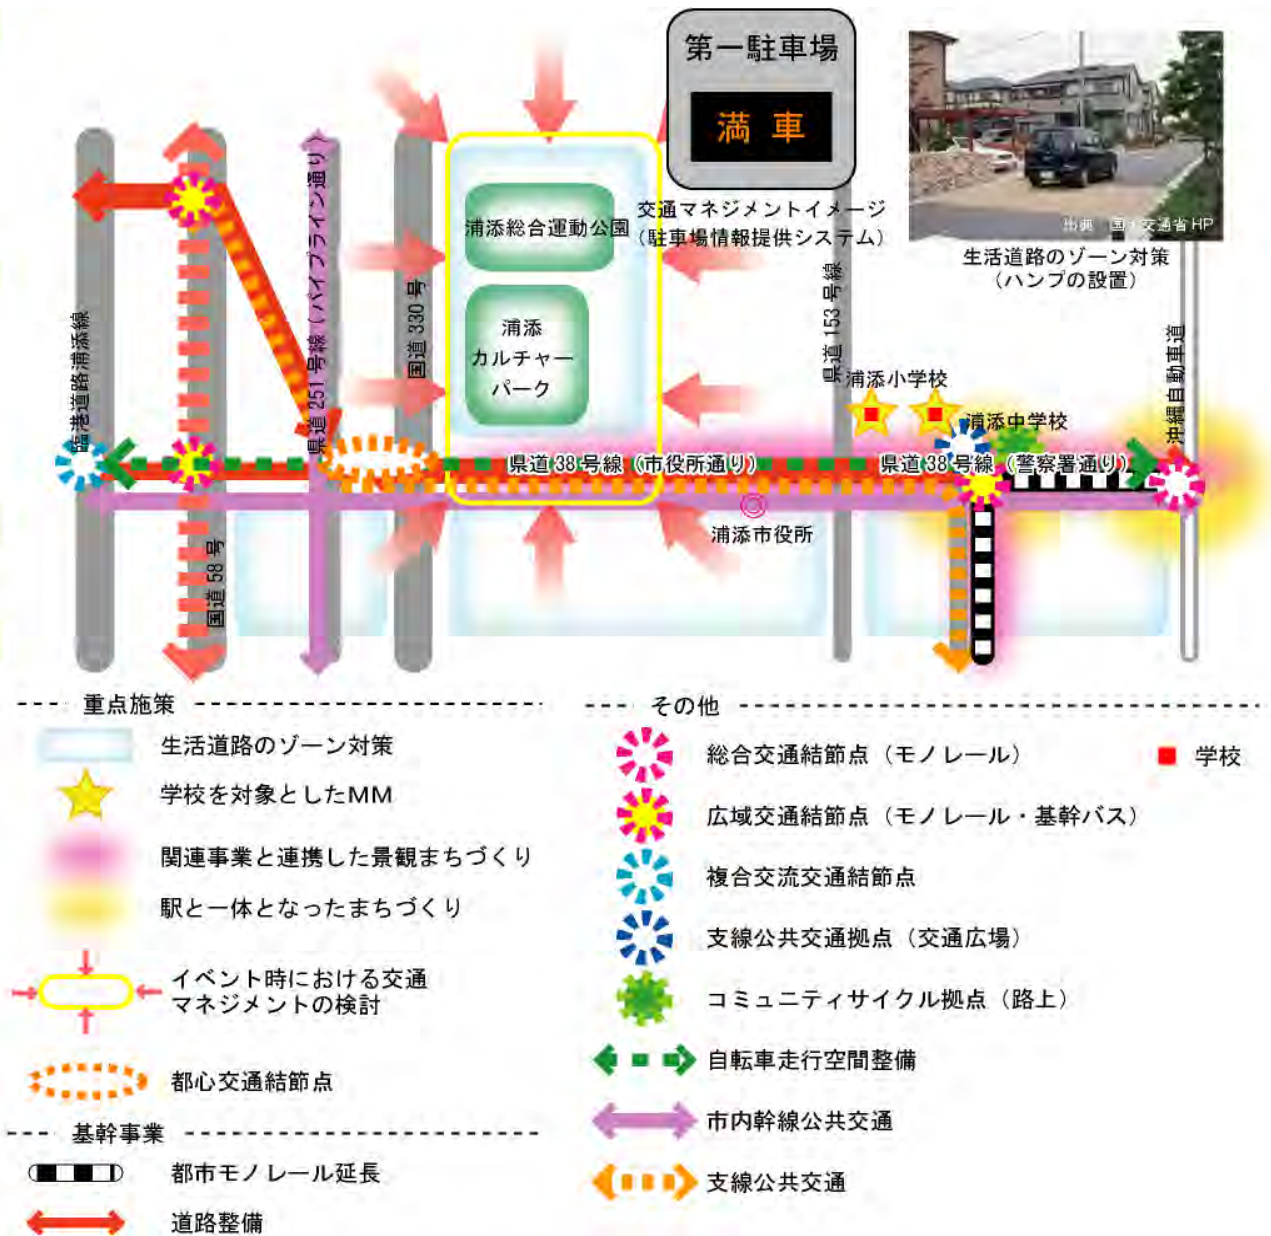 第一駐車場
満 車
交通マネジメントイメージ
（駐車場情報提供システム）
出典 国土交通省HP
生活道路のゾーン対策
（ハンプの設置）
浦添総合運動公園
浦添
カルチャー
パーク
臨港道路浦添線
国道58号
県道251号線（パイプライン通り）
国道330号
県道153号線
沖縄自動車道
浦添小学校
浦添中学校
県道38号線（市役所通り）
県道38号線（警察署通り）
浦添市役所
重点施策
生活道路のゾーン対策
学校を対象としたMM
関連事業と連携した景観まちづくり
駅と一体となったまちづくり
イベント時における交通
マネジメントの検討
都心交通結節点
基幹事業
都市モノレール延長
道路整備
その他
総合交通結節点（モノレール）
学校
広域交通結節点（モノレール・基幹バス）
複合交流交通結節点
支線公共交通拠点（交通広場）
コミュニティサイクル拠点（路上）
自転車走行空間整備
市内幹線公共交通
支線公共交通